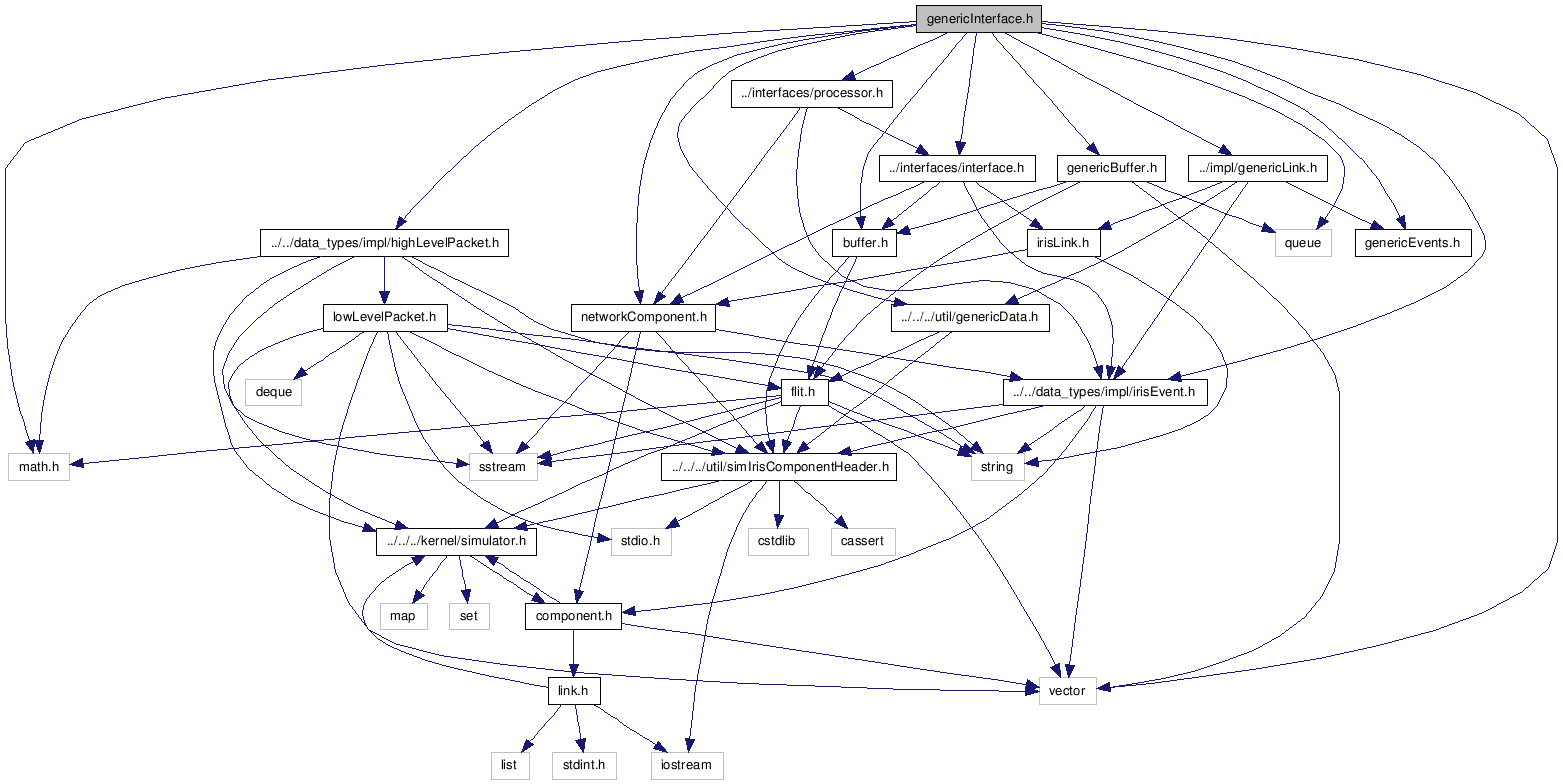 genericInterface.h
../interfaces/processor.h
../interfaces/interface.h
genericBuffer.h
../impl/genericLink.h
../../data_types/impl/highLevelPacket.h
buffer.h
irisLink.h
queue
genericEvents.h
lowLevelPacket.h
networkComponent.h
../../../util/genericData.h
deque
flit.h
../../data_types/impl/irisEvent.h
math.h
sstream
../../../util/simIrisComponentHeader.h
string
../../../kernel/simulator.h
stdio.h
cstdlib
cassert
map
set
component.h
link.h
vector
list
stdint.h
iostream